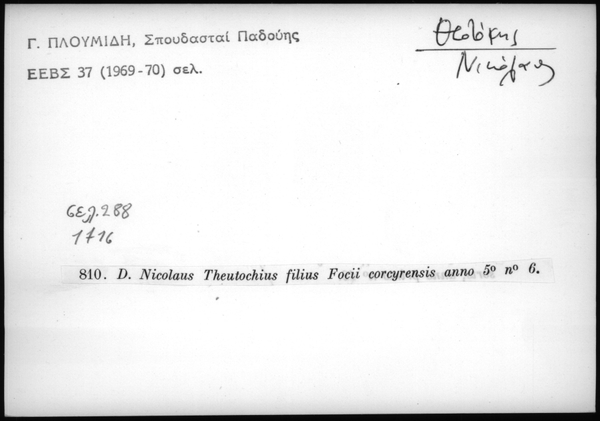 Γ. ΠΛΟΥΜΙΔΗ, Σπουδασταί Παδούης
ΕΕΒΣ 37 (1969-70) σελ.
Θεοτόκης
Νικόλαος
σελ. 288
1716
810. D. Nicolaus Theutochius filius Focii corcyrensis anno 5º nº 6.